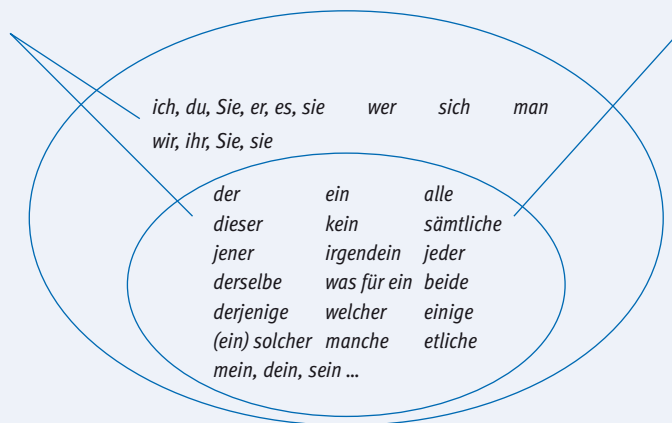 ich, du, Sie, er, es, sie wer sich man
wir, ihr, Sie, sie
der ein alle
dieser kein sämtliche
jener irgendein jeder
derselbe was für ein beide
derjenige welcher einige
(ein) solcher manche etliche
mein, dein, sein ...